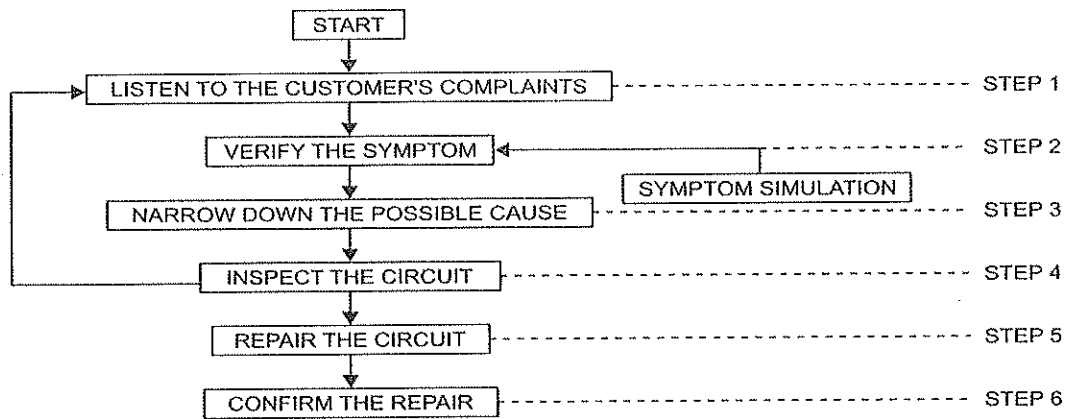 START
LISTEN TO THE CUSTOMER'S COMPLAINTS
STEP 1
VERIFY THE SYMPTOM
STEP 2
SYMPTOM SIMULATION
NARROW DOWN THE POSSIBLE CAUSE
STEP 3
INSPECT THE CIRCUIT
STEP 4
REPAIR THE CIRCUIT
STEP 5
CONFIRM THE REPAIR
STEP 6